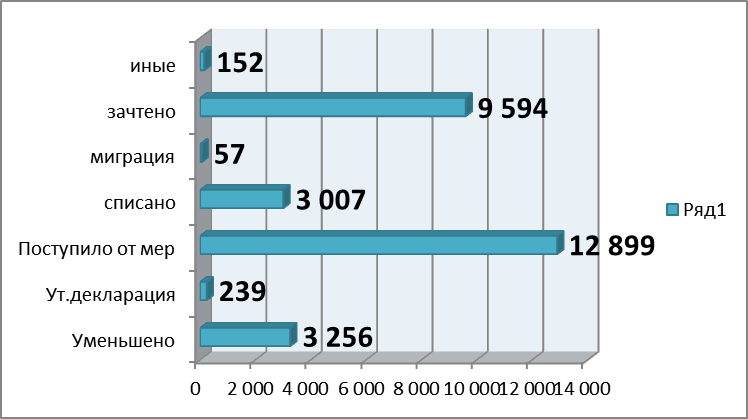 иные 152
зачтено 9 594
миграция 57
списано 3 007
Поступило от мер 12 899
Ут.декларация 239
Уменьшено 3 256
Ряд1
0 2 000 4 000 6 000 8 000 10 000 12 000 14 000